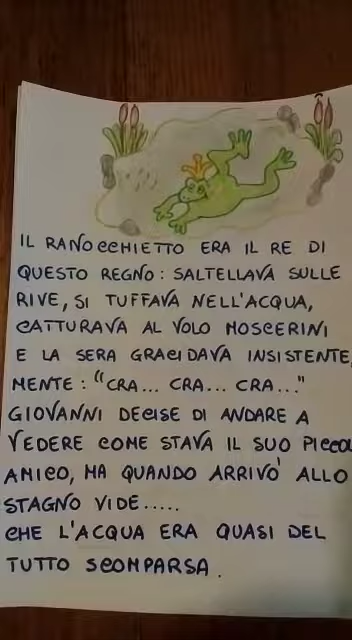 IL RANOCCHIETTO ERA IL RE DI
QUESTO REGNO: SALTELLAVA SULLE
RIVE, SI TUFFAVA NELL'ACQUA,
CATTURAVA AL VOLO MOSCERINI
E LA SERA GRACIDAVA INSISTENTE
MENTE: "CRA... CRA... CRA..."
GIOVANNI DECISE DI ANDARE A
VEDERE COME STAVA IL SUO PICCOL
AMICO, MA QUANDO ARRIVÒ ALLO
STAGNO VIDE.....
CHE L'ACQUA ERA QUASI DEL
TUTTO SCOMPARSA.